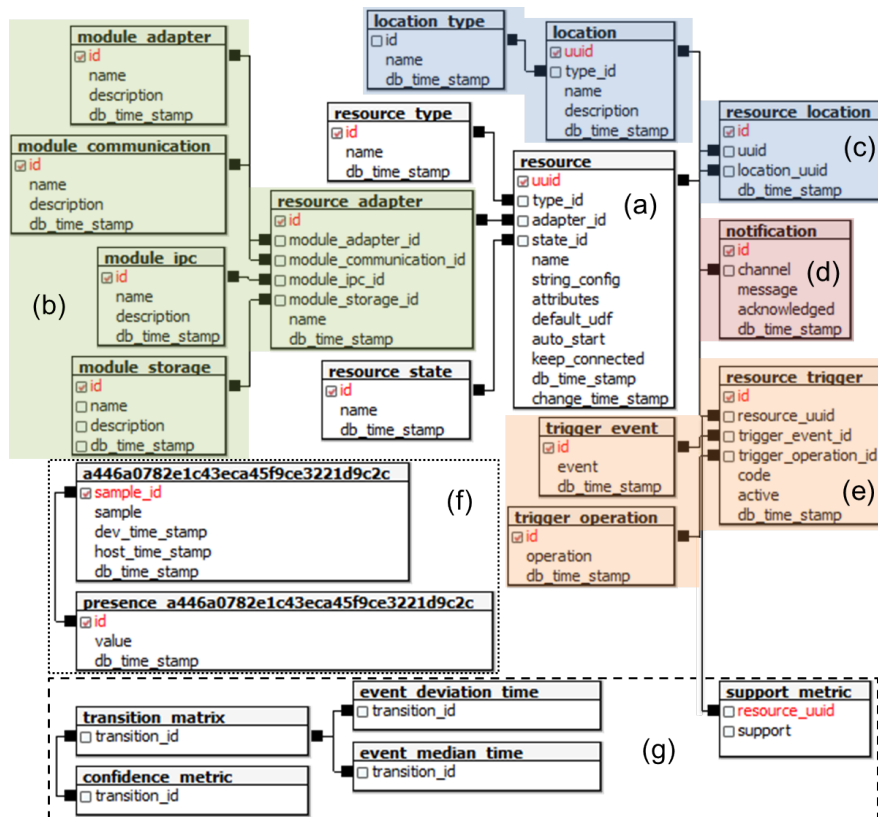 module_adapter
id
name
description
db_time_stamp
module_communication
id
name
description
db_time_stamp
module_ipc
id
name
description
db_time_stamp
module_storage
id
name
description
db_time_stamp
(b)
resource_adapter
id
module_adapter_id
module_communication_id
module_ipc_id
module_storage_id
name
db_time_stamp
location_type
id
name
db_time_stamp
location
uuid
type_id
name
description
db_time_stamp
resource_location
id
uuid
location_uuid
db_time_stamp
(c)
resource_type
id
name
db_time_stamp
resource
uuid
type_id
adapter_id
state_id
name
string_config
attributes
default_udf
auto_start
keep_connected
db_time_stamp
change_time_stamp
(a)
resource_state
id
name
db_time_stamp
notification
id
channel
message
acknowledged
db_time_stamp
(d)
resource_trigger
id
resource_uuid
trigger_event_id
trigger_operation_id
code
active
db_time_stamp
(e)
trigger_event
id
event
db_time_stamp
trigger_operation
id
operation
db_time_stamp
a446a0782e1c43eca45f9ce3221d9c2c
sample_id
sample
dev_time_stamp
host_time_stamp
db_time_stamp
(f)
presence_a446a0782e1c43eca45f9ce3221d9c2c
id
value
db_time_stamp
transition_matrix
transition_id
confidence_metric
transition_id
event_deviation_time
transition_id
event_median_time
transition_id
(g)
support_metric
resource_uuid
support